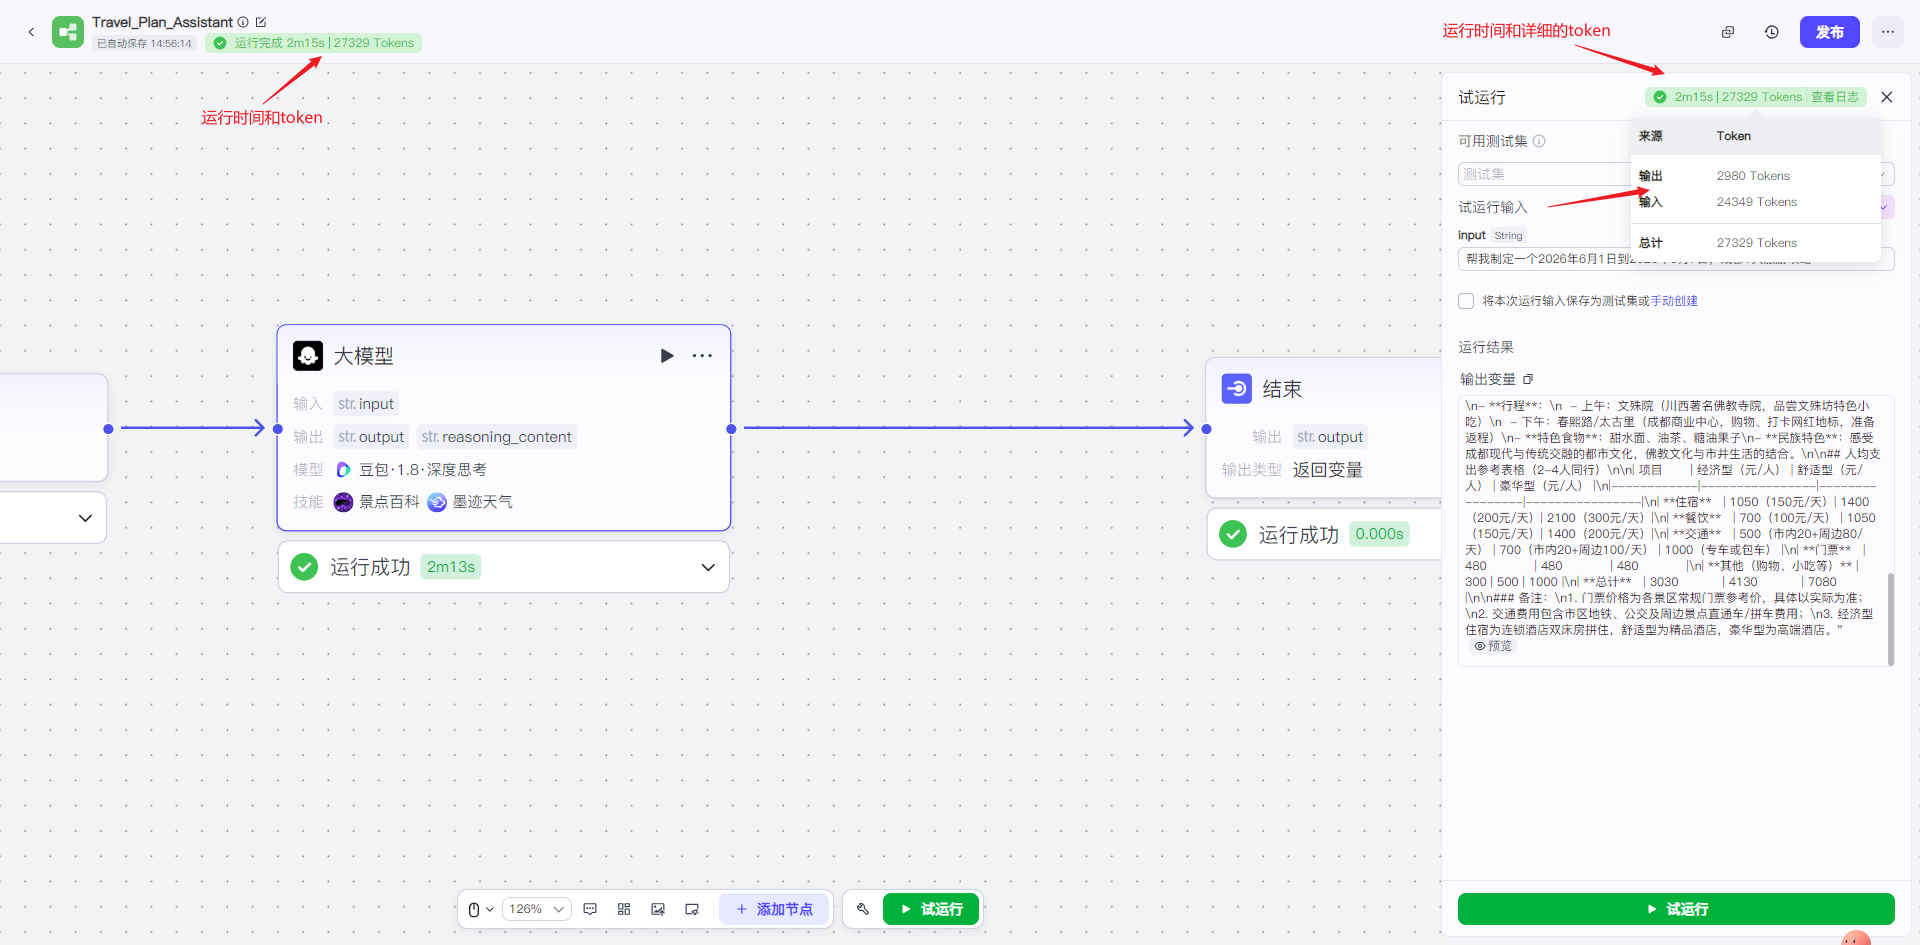 Travel_Plan_Assistant
已自动保存 14:56:14
运行完成 2m15s | 27329 Tokens
运行时间和token
运行时间和详细的token
发布
试运行
2m15s | 27329 Tokens 查看日志
来源 Token
输出 2980 Tokens
输入 24349 Tokens
总计 27329 Tokens
可用测试集
测试集
试运行输入
input String
帮我制定一个2026年6月1日到
将本次运行输入保存为测试集或手动创建
运行结果
输出变量
\n- **行程**：\n - 上午：文殊院（川西著名佛教寺院，品尝文殊坊特色小
吃）\n - 下午：春熙路/太古里（成都商业中心，购物、打卡网红地标，准备
返程）\n- **特色食物**：甜水面、油茶、糖油果子\n- **民族特色**：感受
成都现代与传统交融的都市文化，佛教文化与市井生活的结合。\n\n## 人均支
出参考表格（2-4人同行）\n\n| 项目 | 经济型（元/人）| 舒适型（元/
人）| 豪华型（元/人） |\n|------------|----------------|--------
--------|----------------|\n| **住宿** | 1050（150元/天）| 1400
（200元/天）| 2100（300元/天）|\n| **餐饮** | 700（100元/天）| 1050
（150元/天）| 1400（200元/天）|\n| **交通** | 500（市内20+周边80/
天）| 700（市内20+周边100/天）| 1000（专车或包车） |\n| **门票** |
480 | 480 | 480 |\n| **其他（购物、小吃等）** |
300 | 500 | 1000 |\n| **总计** | 3030 | 4130 | 7080
|\n\n### 备注：\n1. 门票价格为各景区常规门票参考价，具体以实际为准；
\n2. 交通费用包含市区地铁、公交及周边景点直通车/拼车费用；\n3. 经济型
住宿为连锁酒店双床房拼住，舒适型为精品酒店，豪华型为高端酒店。”
预览
大模型
输入 str. input
输出 str. output str. reasoning_content
模型 豆包·1.8·深度思考
技能 景点百科 墨迹天气
运行成功 2m13s
结束
输出 str. output
输出类型 返回变量
运行成功 0.000s
126%
添加节点
试运行
试运行